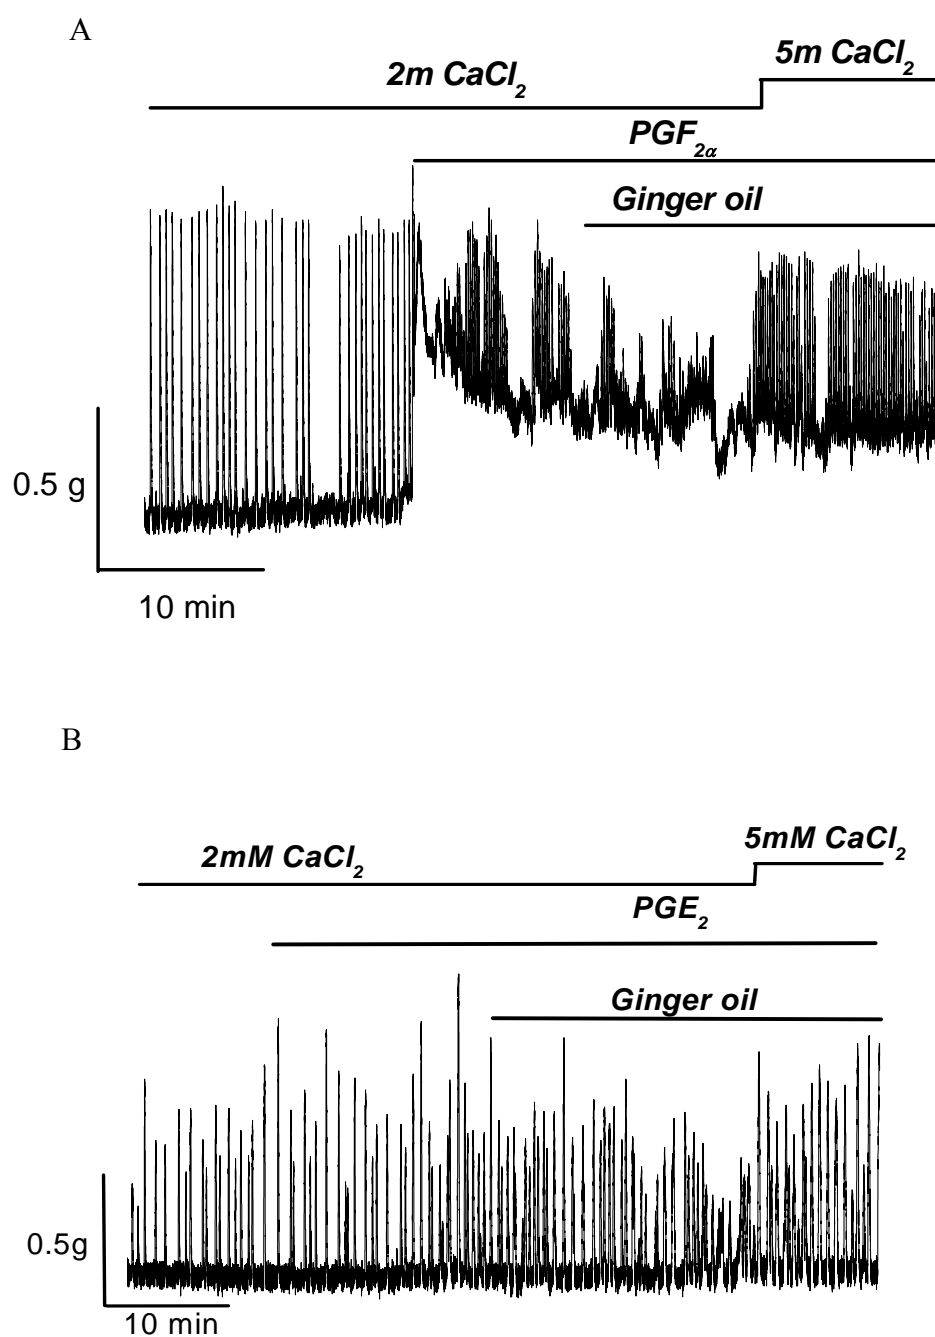 A
5m CaCl₂
2m CaCl₂
PGF₂α
Ginger oil
0.5 g
10 min
B
5mM CaCl₂
2mM CaCl₂
PGE₂
Ginger oil
0.5g
10 min